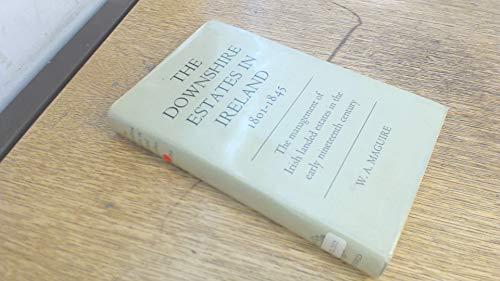 THE
DOWNSHIRE
ESTATES IN
IRELAND
1801-1845
The management of
Irish landed estates in the
early nineteenth century
W. A. MAGUIRE